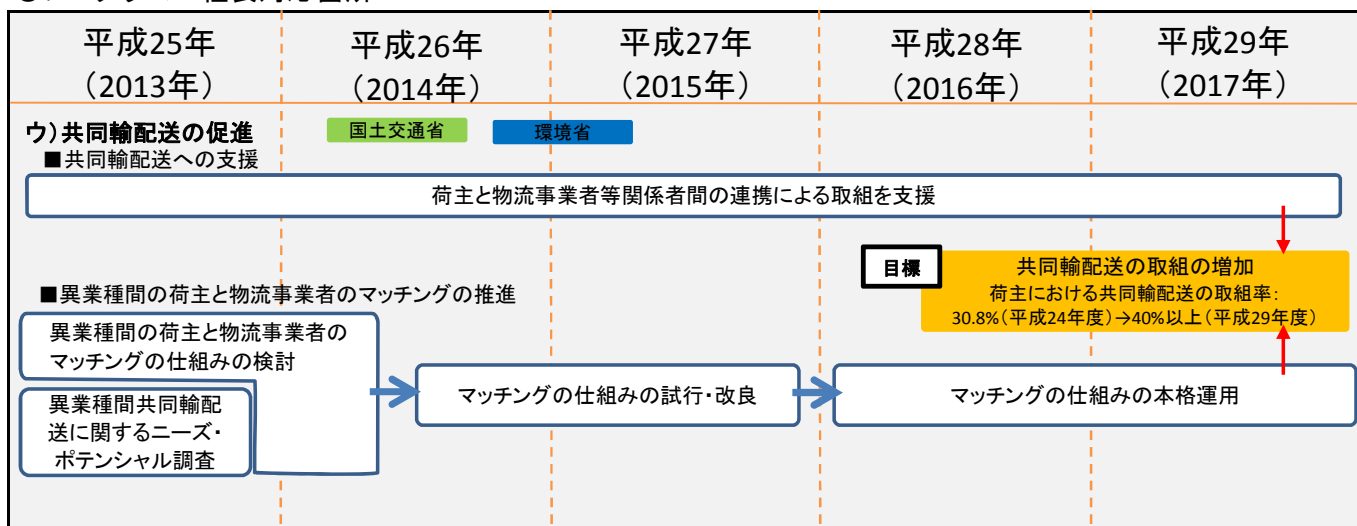 平成25年
（2013年）
平成26年
（2014年）
平成27年
（2015年）
平成28年
（2016年）
平成29年
（2017年）
ウ）共同輸配送の促進
国土交通省
環境省
■共同輸配送への支援
荷主と物流事業者等関係者間の連携による取組を支援
目標
共同輸配送の取組の増加
荷主における共同輸配送の取組率：
30.8%（平成24年度）→40%以上（平成29年度）
■異業種間の荷主と物流事業者のマッチングの推進
異業種間の荷主と物流事業者の
マッチングの仕組みの検討
異業種間共同輸配
送に関するニーズ・
ポテンシャル調査
マッチングの仕組みの試行・改良
マッチングの仕組みの本格運用